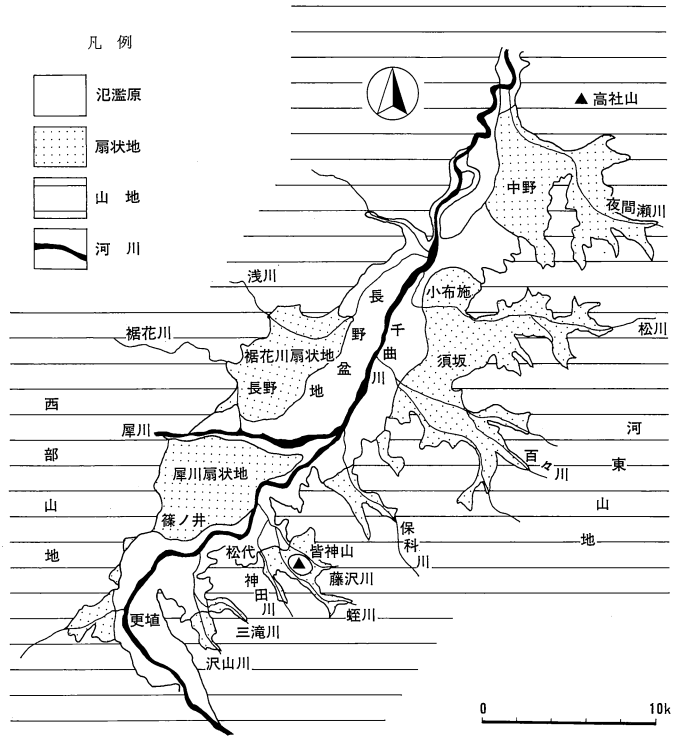 凡 例
氾濫原
扇状地
山 地
河 川
高社山
中野
夜間瀬川
浅川
小布施
松川
裾花川
長野盆地
千曲川
裾花川扇状地
長野
須坂
西部山地
犀川
河東山地
百々川
犀川扇状地
篠ノ井
保科川
松代
皆神山
神田川
藤沢川
蛭川
更埴
三滝川
沢山川
0 10k